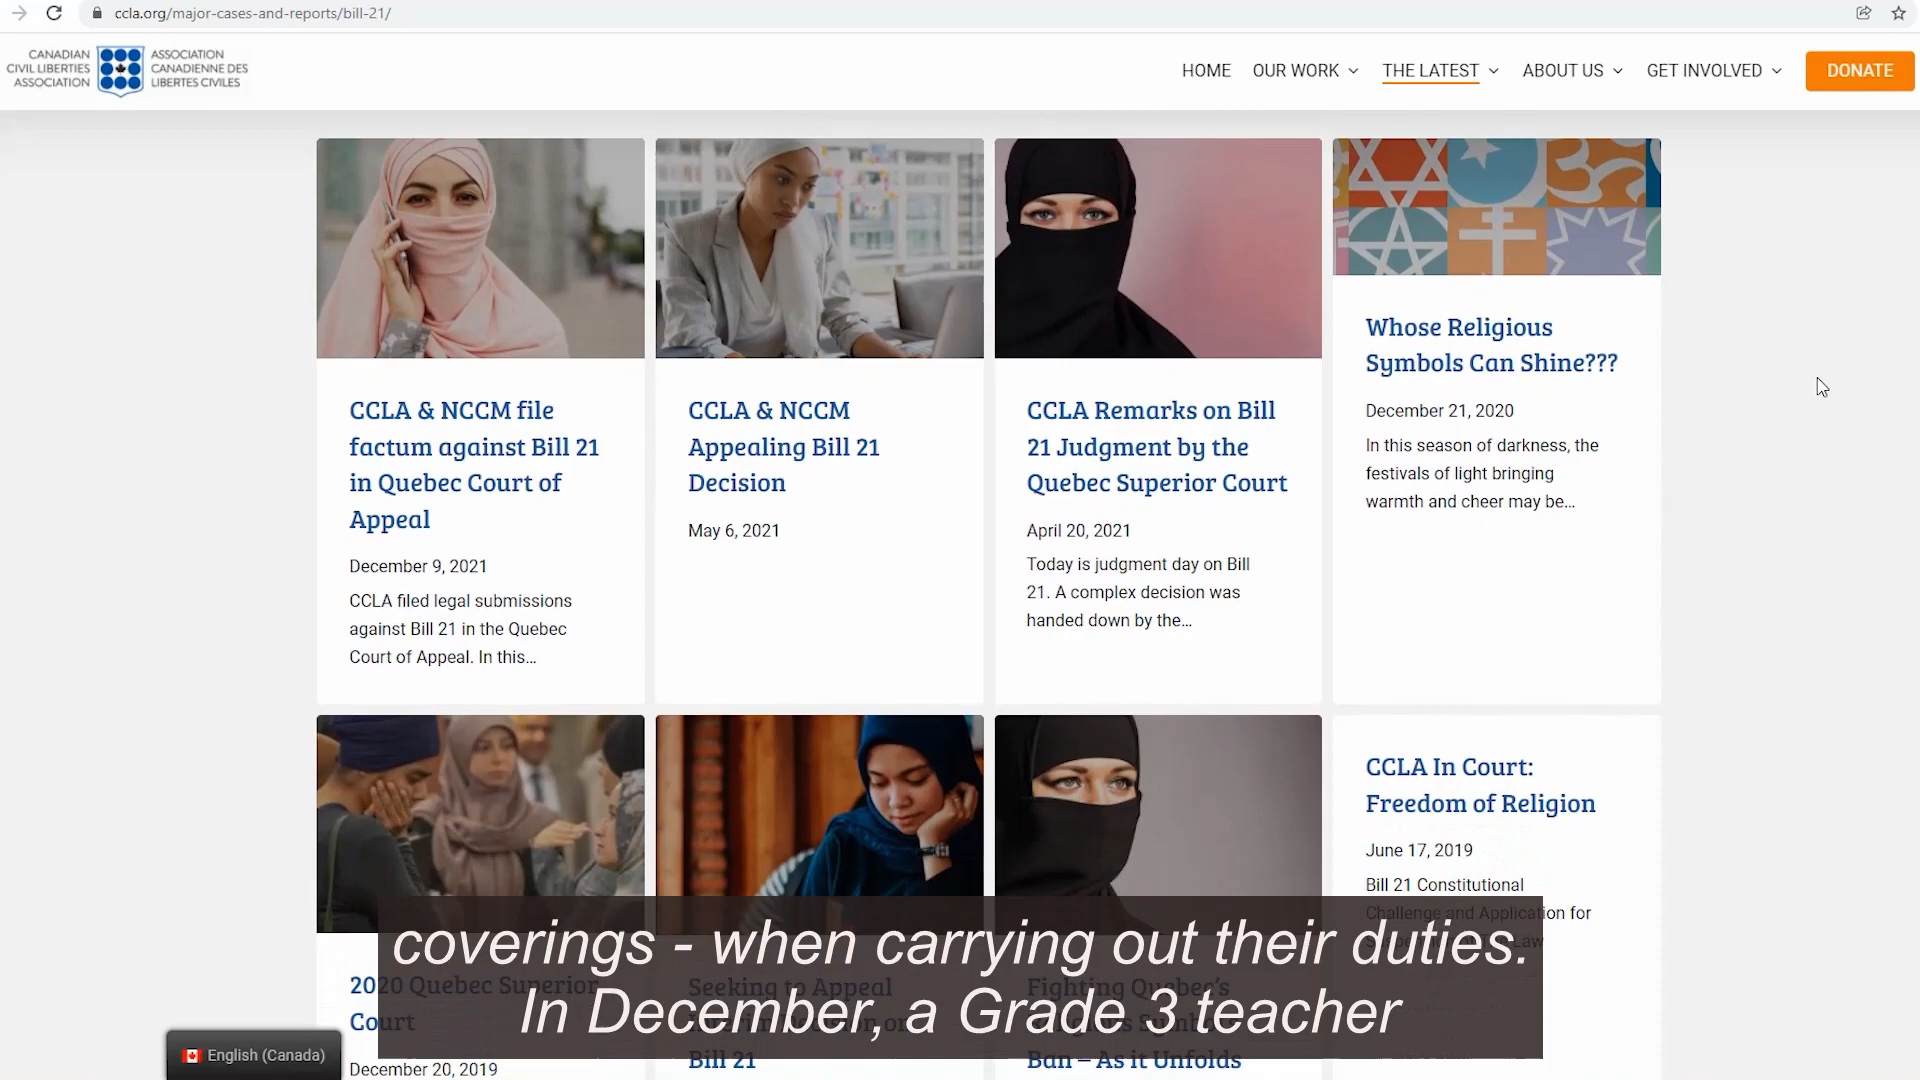 ccla.org/major-cases-and-reports/bill-21/
CANADIAN
CIVIL LIBERTIES
ASSOCIATION
ASSOCIATION
CANADIENNE DES
LIBERTES CIVILES
HOME
OUR WORK
THE LATEST
ABOUT US
GET INVOLVED
DONATE
CCLA & NCCM file
factum against Bill 21
in Quebec Court of
Appeal
December 9, 2021
CCLA filed legal submissions
against Bill 21 in the Quebec
Court of Appeal. In this...
CCLA & NCCM
Appealing Bill 21
Decision
May 6, 2021
CCLA Remarks on Bill
21 Judgment by the
Quebec Superior Court
April 20, 2021
Today is judgment day on Bill
21. A complex decision was
handed down by the...
Whose Religious
Symbols Can Shine???
December 21, 2020
In this season of darkness, the
festivals of light bringing
warmth and cheer may be...
2020 Quebec Superior
Court
December 20, 2019
Seeking to Appeal
Interim Decision on
Bill 21
Fighting Quebec's
Religious Symbols
Ban – As it Unfolds
CCLA In Court:
Freedom of Religion
June 17, 2019
Bill 21 Constitutional
Challenge and Application for
Law
coverings - when carrying out their duties.
In December, a Grade 3 teacher
English (Canada)